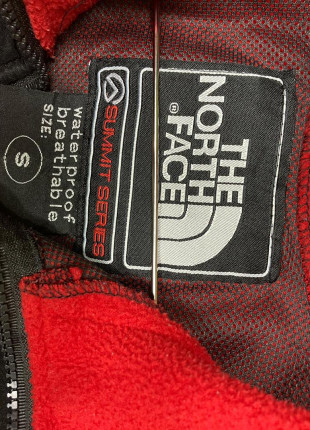 THE
NORTH
FACE®
SUMMIT SERIES
waterproof
breathable
SIZE:
S